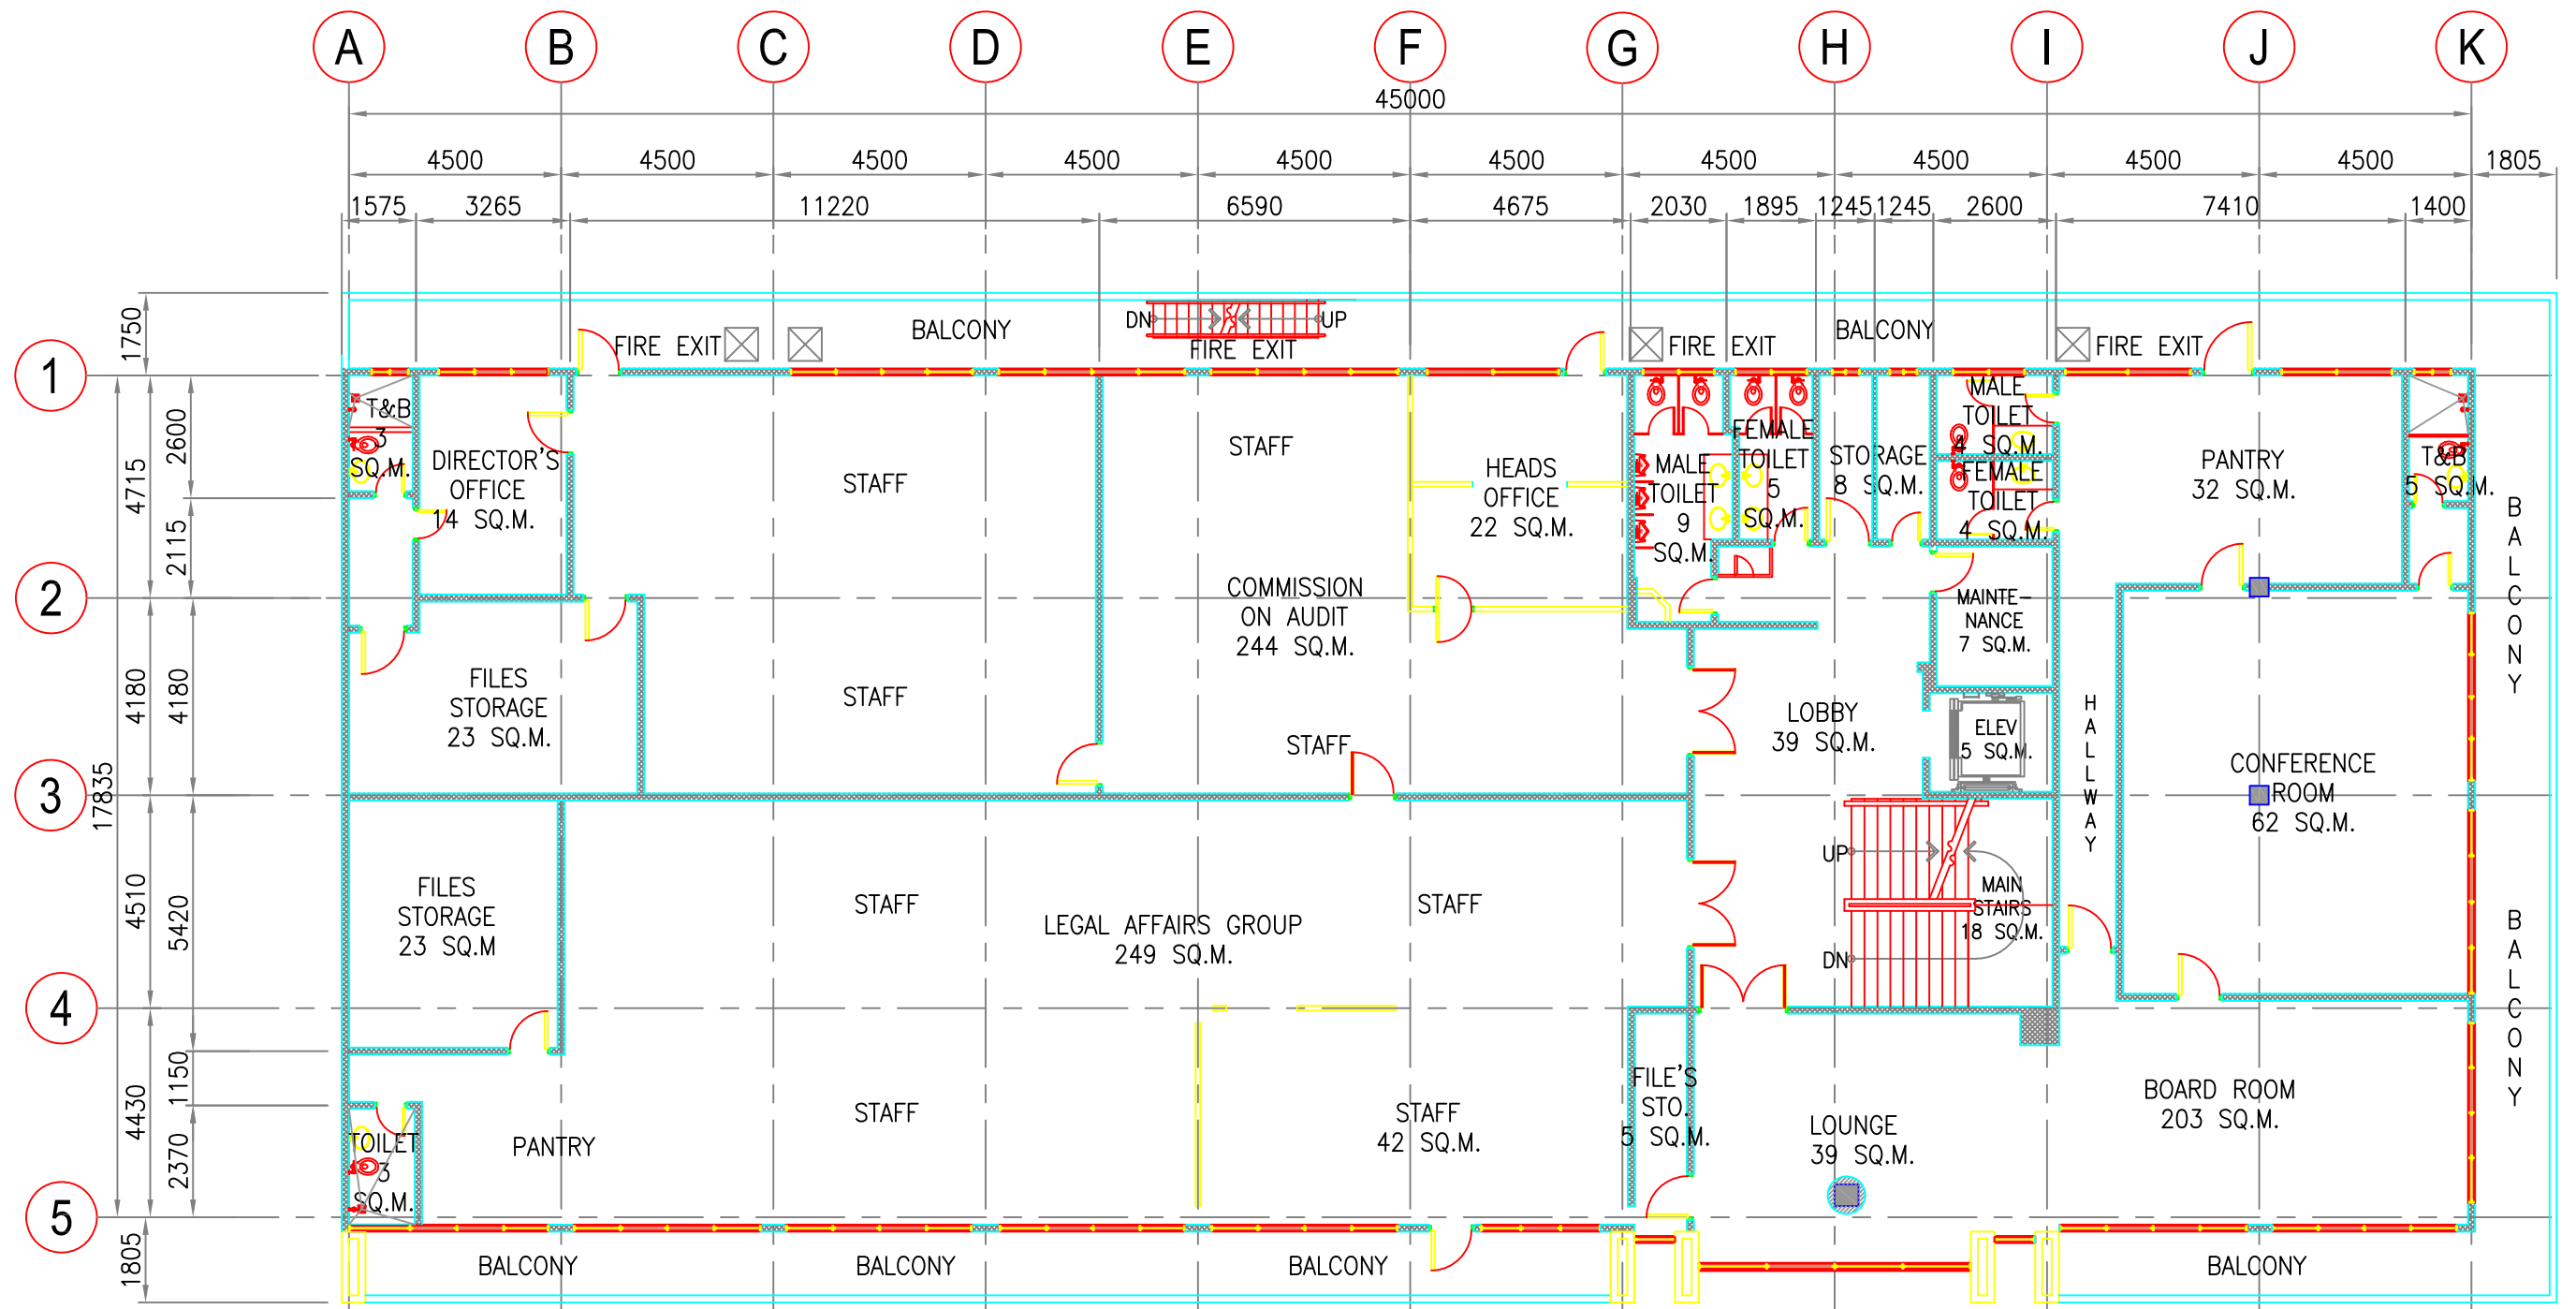 A B C D E F G H I J K
45000
4500 4500 4500 4500 4500 4500 4500 4500 4500 4500 1805
1575 3265 11220 6590 4675 2030 1895 1245 1245 2600 7410 1400
1750
DN UP
BALCONY
BALCONY
FIRE EXIT
FIRE EXIT
FIRE EXIT
FIRE EXIT
1
2
3
4
5
2600
4715
2115
4180
4180
17835
4510
5420
1150
4430
2370
1805
T&B
3
SQ.M.
DIRECTOR'S
OFFICE
14 SQ.M.
STAFF
STAFF
HEADS
OFFICE
22 SQ.M.
MALE
TOILET
9
SQ.M.
FEMALE
TOILET
5
SQ.M.
STORAGE
8 SQ.M.
MALE
TOILET
4 SQ.M.
FEMALE
TOILET
4 SQ.M.
PANTRY
32 SQ.M.
T&B
5 SQ.M.
BALCONY
COMMISSION
ON AUDIT
244 SQ.M.
MAINTE-
NANCE
7 SQ.M.
FILES
STORAGE
23 SQ.M.
STAFF
STAFF
LOBBY
39 SQ.M.
ELEV
5 SQ.M.
HALLWAY
CONFERENCE
ROOM
62 SQ.M.
UP
MAIN
STAIRS
18 SQ.M.
DN
FILES
STORAGE
23 SQ.M
STAFF
LEGAL AFFAIRS GROUP
249 SQ.M.
STAFF
BALCONY
FILE'S
STO.
5 SQ.M.
BOARD ROOM
203 SQ.M.
STAFF
STAFF
42 SQ.M.
LOUNGE
39 SQ.M.
TOILET
3
SQ.M.
PANTRY
BALCONY
BALCONY
BALCONY
BALCONY